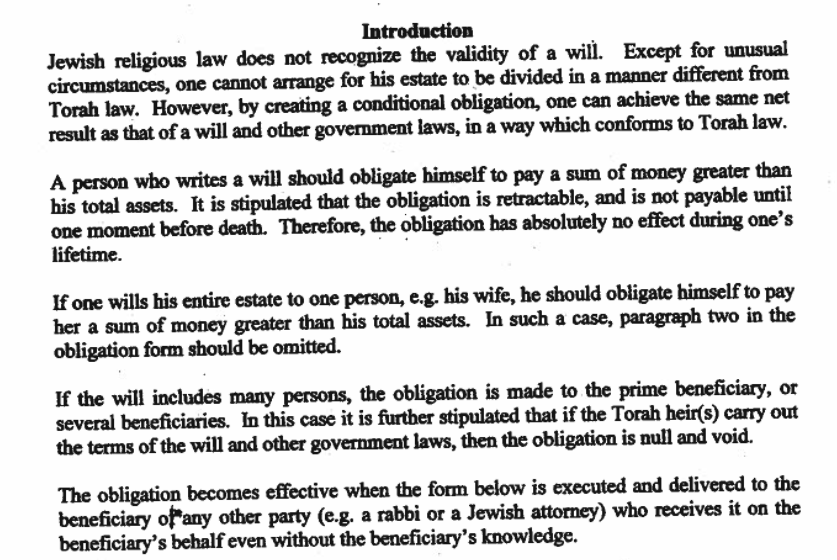 Introduction
Jewish religious law does not recognize the validity of a will. Except for unusual
circumstances, one cannot arrange for his estate to be divided in a manner different from
Torah law. However, by creating a conditional obligation, one can achieve the same net
result as that of a will and other government laws, in a way which conforms to Torah law.
A person who writes a will should obligate himself to pay a sum of money greater than
his total assets. It is stipulated that the obligation is retractable, and is not payable until
one moment before death. Therefore, the obligation has absolutely no effect during one's
lifetime.
If one wills his entire estate to one person, e.g. his wife, he should obligate himself to pay
her a sum of money greater than his total assets. In such a case, paragraph two in the
obligation form should be omitted.
If the will includes many persons, the obligation is made to the prime beneficiary, or
several beneficiaries. In this case it is further stipulated that if the Torah heir(s) carry out
the terms of the will and other government laws, then the obligation is null and void.
The obligation becomes effective when the form below is executed and delivered to the
beneficiary or any other party (e.g. a rabbi or a Jewish attorney) who receives it on the
beneficiary's behalf even without the beneficiary's knowledge.